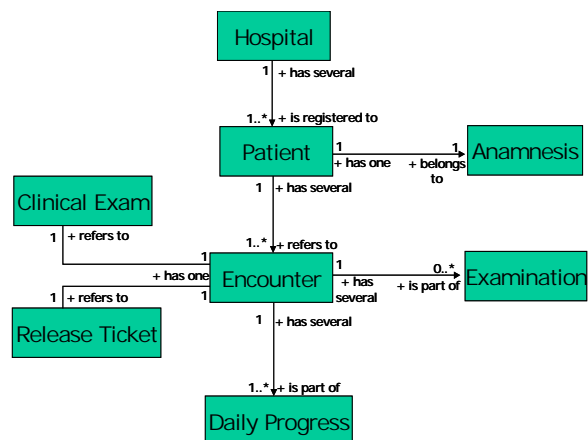 Hospital
1 + has several
1..* + is registered to
Patient
1
+ has one
1
+ belongs
to
Anamnesis
1 + has several
Clinical Exam
1 + refers to
1..* + refers to
1
+ has one
Encounter
1
+ has
several
0..*
+ is part of
Examination
1 + refers to
1
Release Ticket
1 + has several
1..* + is part of
Daily Progress